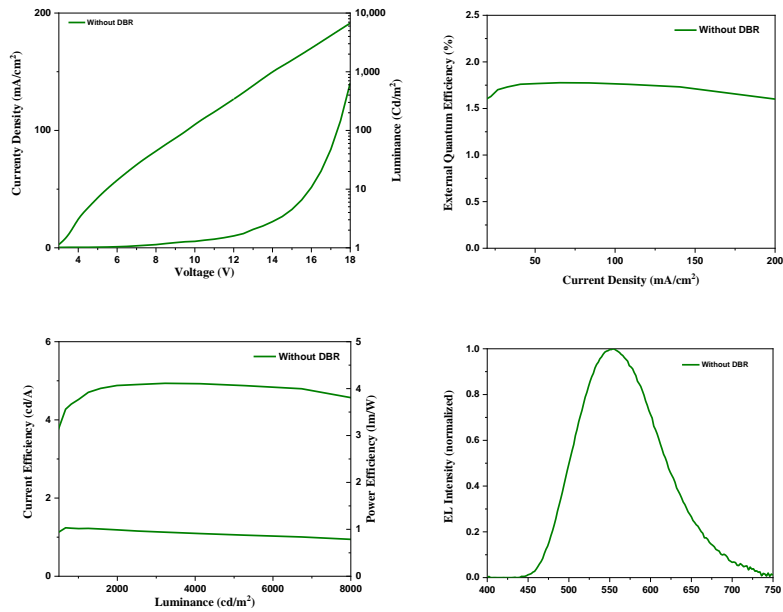 Without DBR
Currenty Density (mA/cm²)
200
100
0
10,000
1,000
100
10
1
Luminance (Cd/m²)
4 6 8 10 12 14 16 18
Voltage (V)
Without DBR
External Quantum Efficiency (%)
2.5
2.0
1.5
1.0
0.5
0.0
50 100 150 200
Current Density (mA/cm²)
Without DBR
Current Efficiency (cd/A)
6
4
2
0
5
4
3
2
1
0
Power Efficiency (lm/W)
2000 4000 6000 8000
Luminance (cd/m²)
Without DBR
EL Intensity (normalized)
1.0
0.8
0.6
0.4
0.2
0.0
400 450 500 550 600 650 700 750